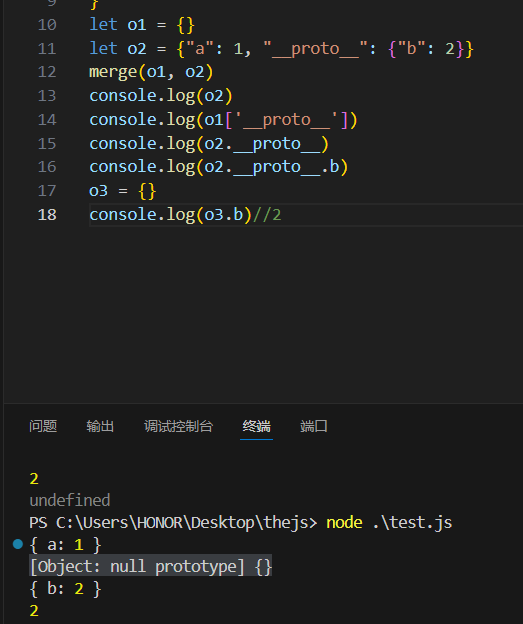 9 }
10 let o1 = {}
11 let o2 = {"a": 1, "__proto__": {"b": 2}}
12 merge(o1, o2)
13 console.log(o2)
14 console.log(o1['__proto__'])
15 console.log(o2.__proto__)
16 console.log(o2.__proto__.b)
17 o3 = {}
18 console.log(o3.b)//2
问题 输出 调试控制台 终端 端口
2
undefined
PS C:\Users\HONOR\Desktop\thejs> node .\test.js
{ a: 1 }
[Object: null prototype] {}
{ b: 2 }
2